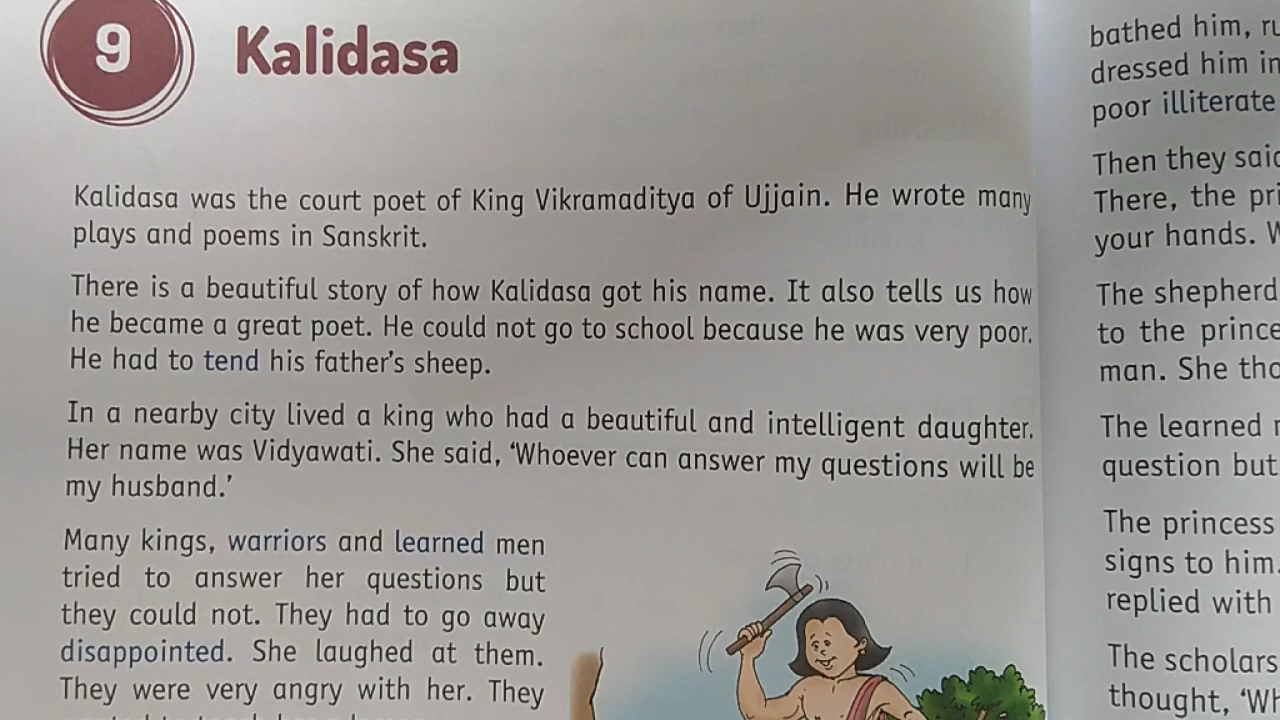 9
Kalidasa
Kalidasa was the court poet of King Vikramaditya of Ujjain. He wrote many
plays and poems in Sanskrit.
There is a beautiful story of how Kalidasa got his name. It also tells us how
he became a great poet. He could not go to school because he was very poor.
He had to tend his father's sheep.
In a nearby city lived a king who had a beautiful and intelligent daughter.
Her name was Vidyawati. She said, ‘Whoever can answer my questions will be
my husband.’
Many kings, warriors and learned men
tried to answer her questions but
they could not. They had to go away
disappointed. She laughed at them.
They were very angry with her. They
bathed him,
dressed him in
poor illiterate
Then they said
There, the
your hands.
The shepherd
to the
man. She
The learned
question but
The princess
signs to him.
replied with
The scholars
thought,